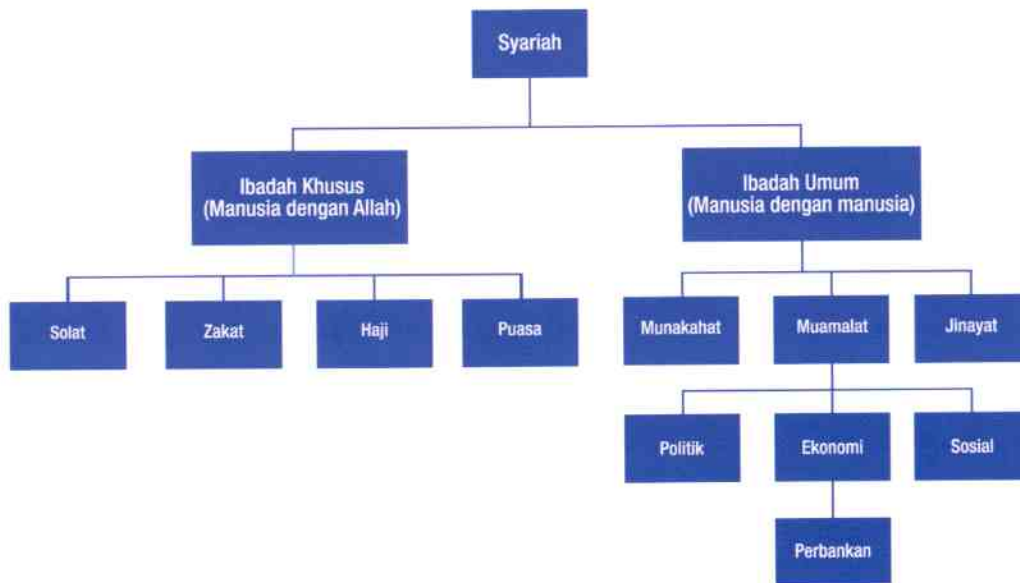 Syariah
Ibadah Khusus
(Manusia dengan Allah)
Ibadah Umum
(Manusia dengan manusia)
Solat
Zakat
Haji
Puasa
Munakahat
Muamalat
Jinayat
Politik
Ekonomi
Sosial
Perbankan